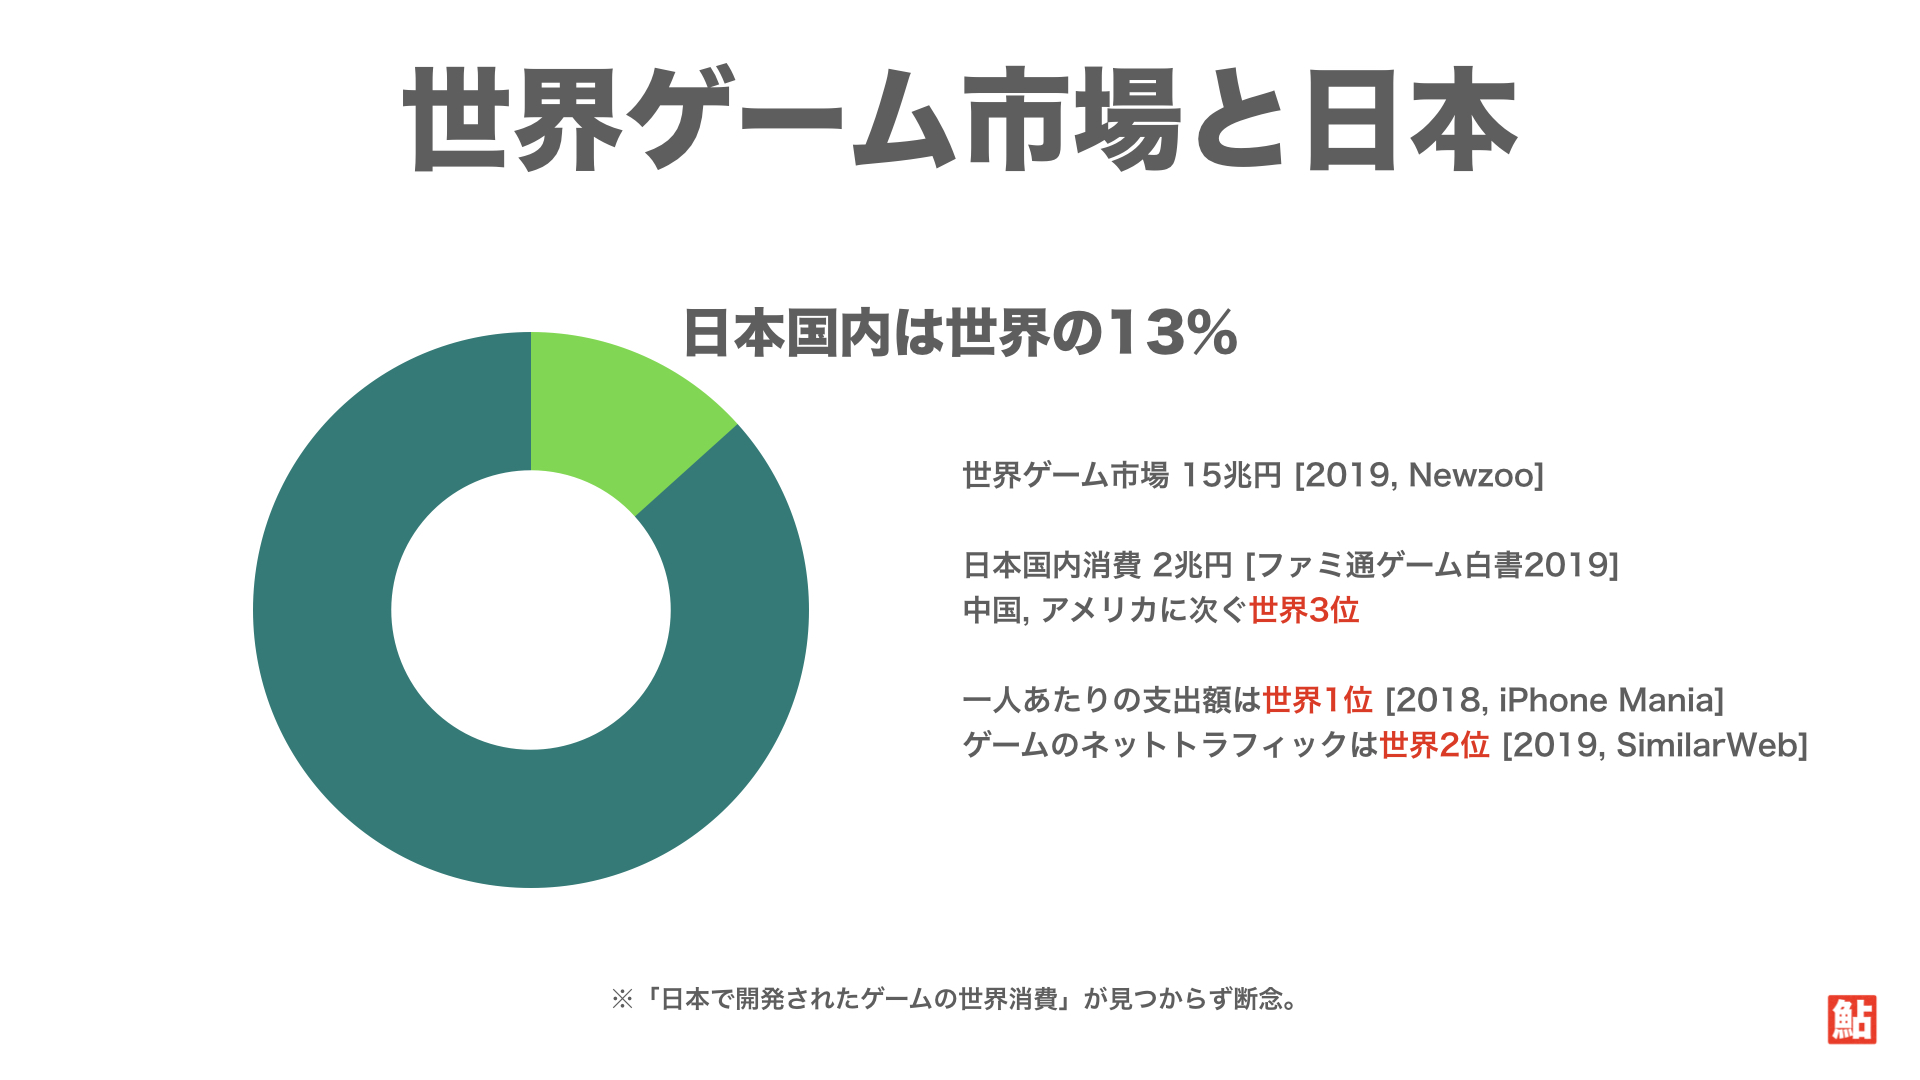 世界ゲーム市場と日本
日本国内は世界の13%
世界ゲーム市場 15兆円 [2019, Newzoo]
日本国内消費 2兆円 [ファミ通ゲーム白書2019]
中国, アメリカに次ぐ世界3位
一人あたりの支出額は世界1位 [2018, iPhone Mania]
ゲームのネットトラフィックは世界2位 [2019, SimilarWeb]
※「日本で開発されたゲームの世界消費」が見つからず断念。
鮎